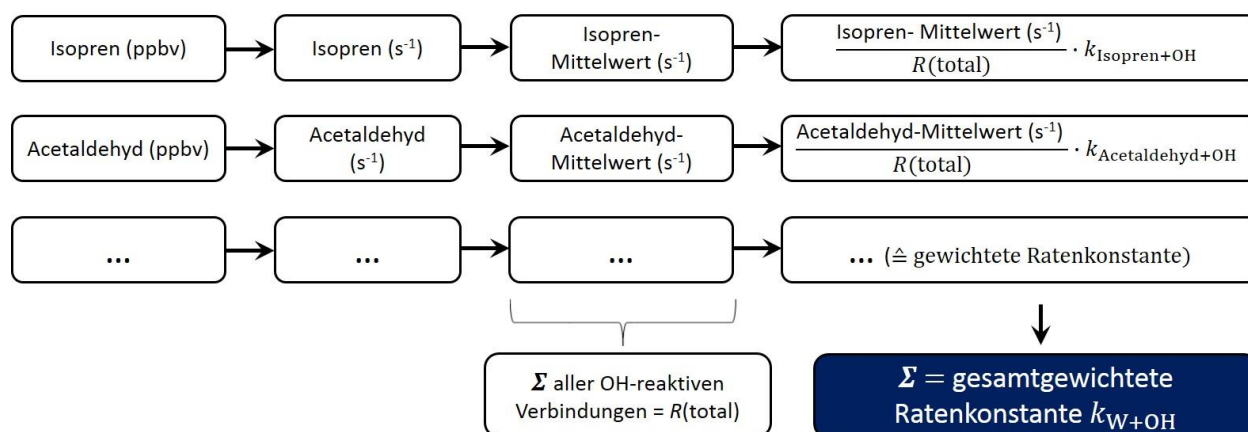 Isopren (ppbv)
Isopren (s⁻¹)
Isopren-
Mittelwert (s⁻¹)
Isopren- Mittelwert (s⁻¹)
R(total)
· k_Isopren+OH
Acetaldehyd (ppbv)
Acetaldehyd
(s⁻¹)
Acetaldehyd-
Mittelwert (s⁻¹)
Acetaldehyd-Mittelwert (s⁻¹)
R(total)
· k_Acetaldehyd+OH
...
...
...
... (≙ gewichtete Ratenkonstante)
Σ aller OH-reaktiven
Verbindungen = R(total)
Σ = gesamtgewichtete
Ratenkonstante k_W+OH